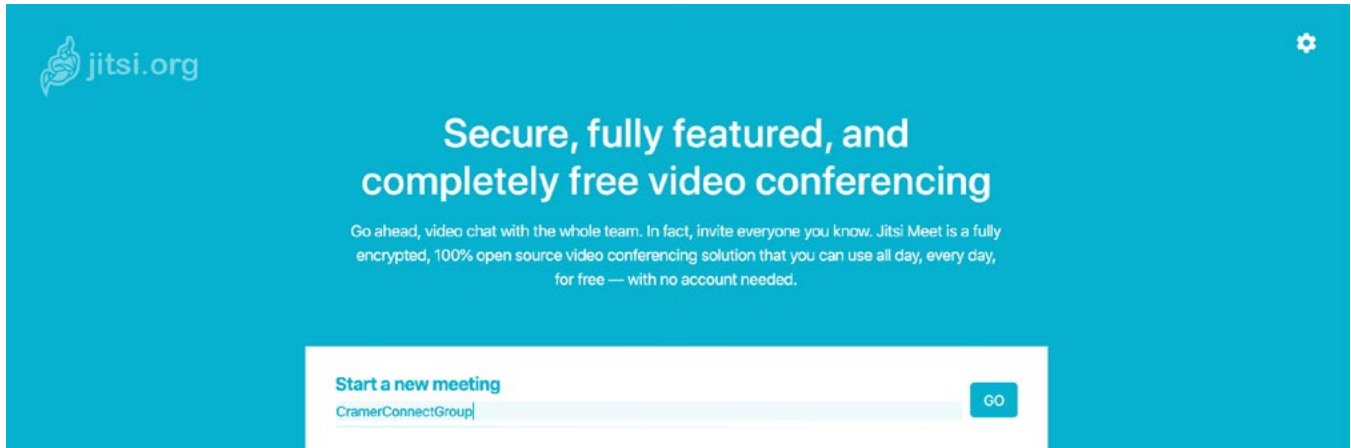 jitsi.org
Secure, fully featured, and
completely free video conferencing
Go ahead, video chat with the whole team. In fact, invite everyone you know. Jitsi Meet is a fully
encrypted, 100% open source video conferencing solution that you can use all day, every day,
for free — with no account needed.
Start a new meeting
CramerConnectGroup
GO